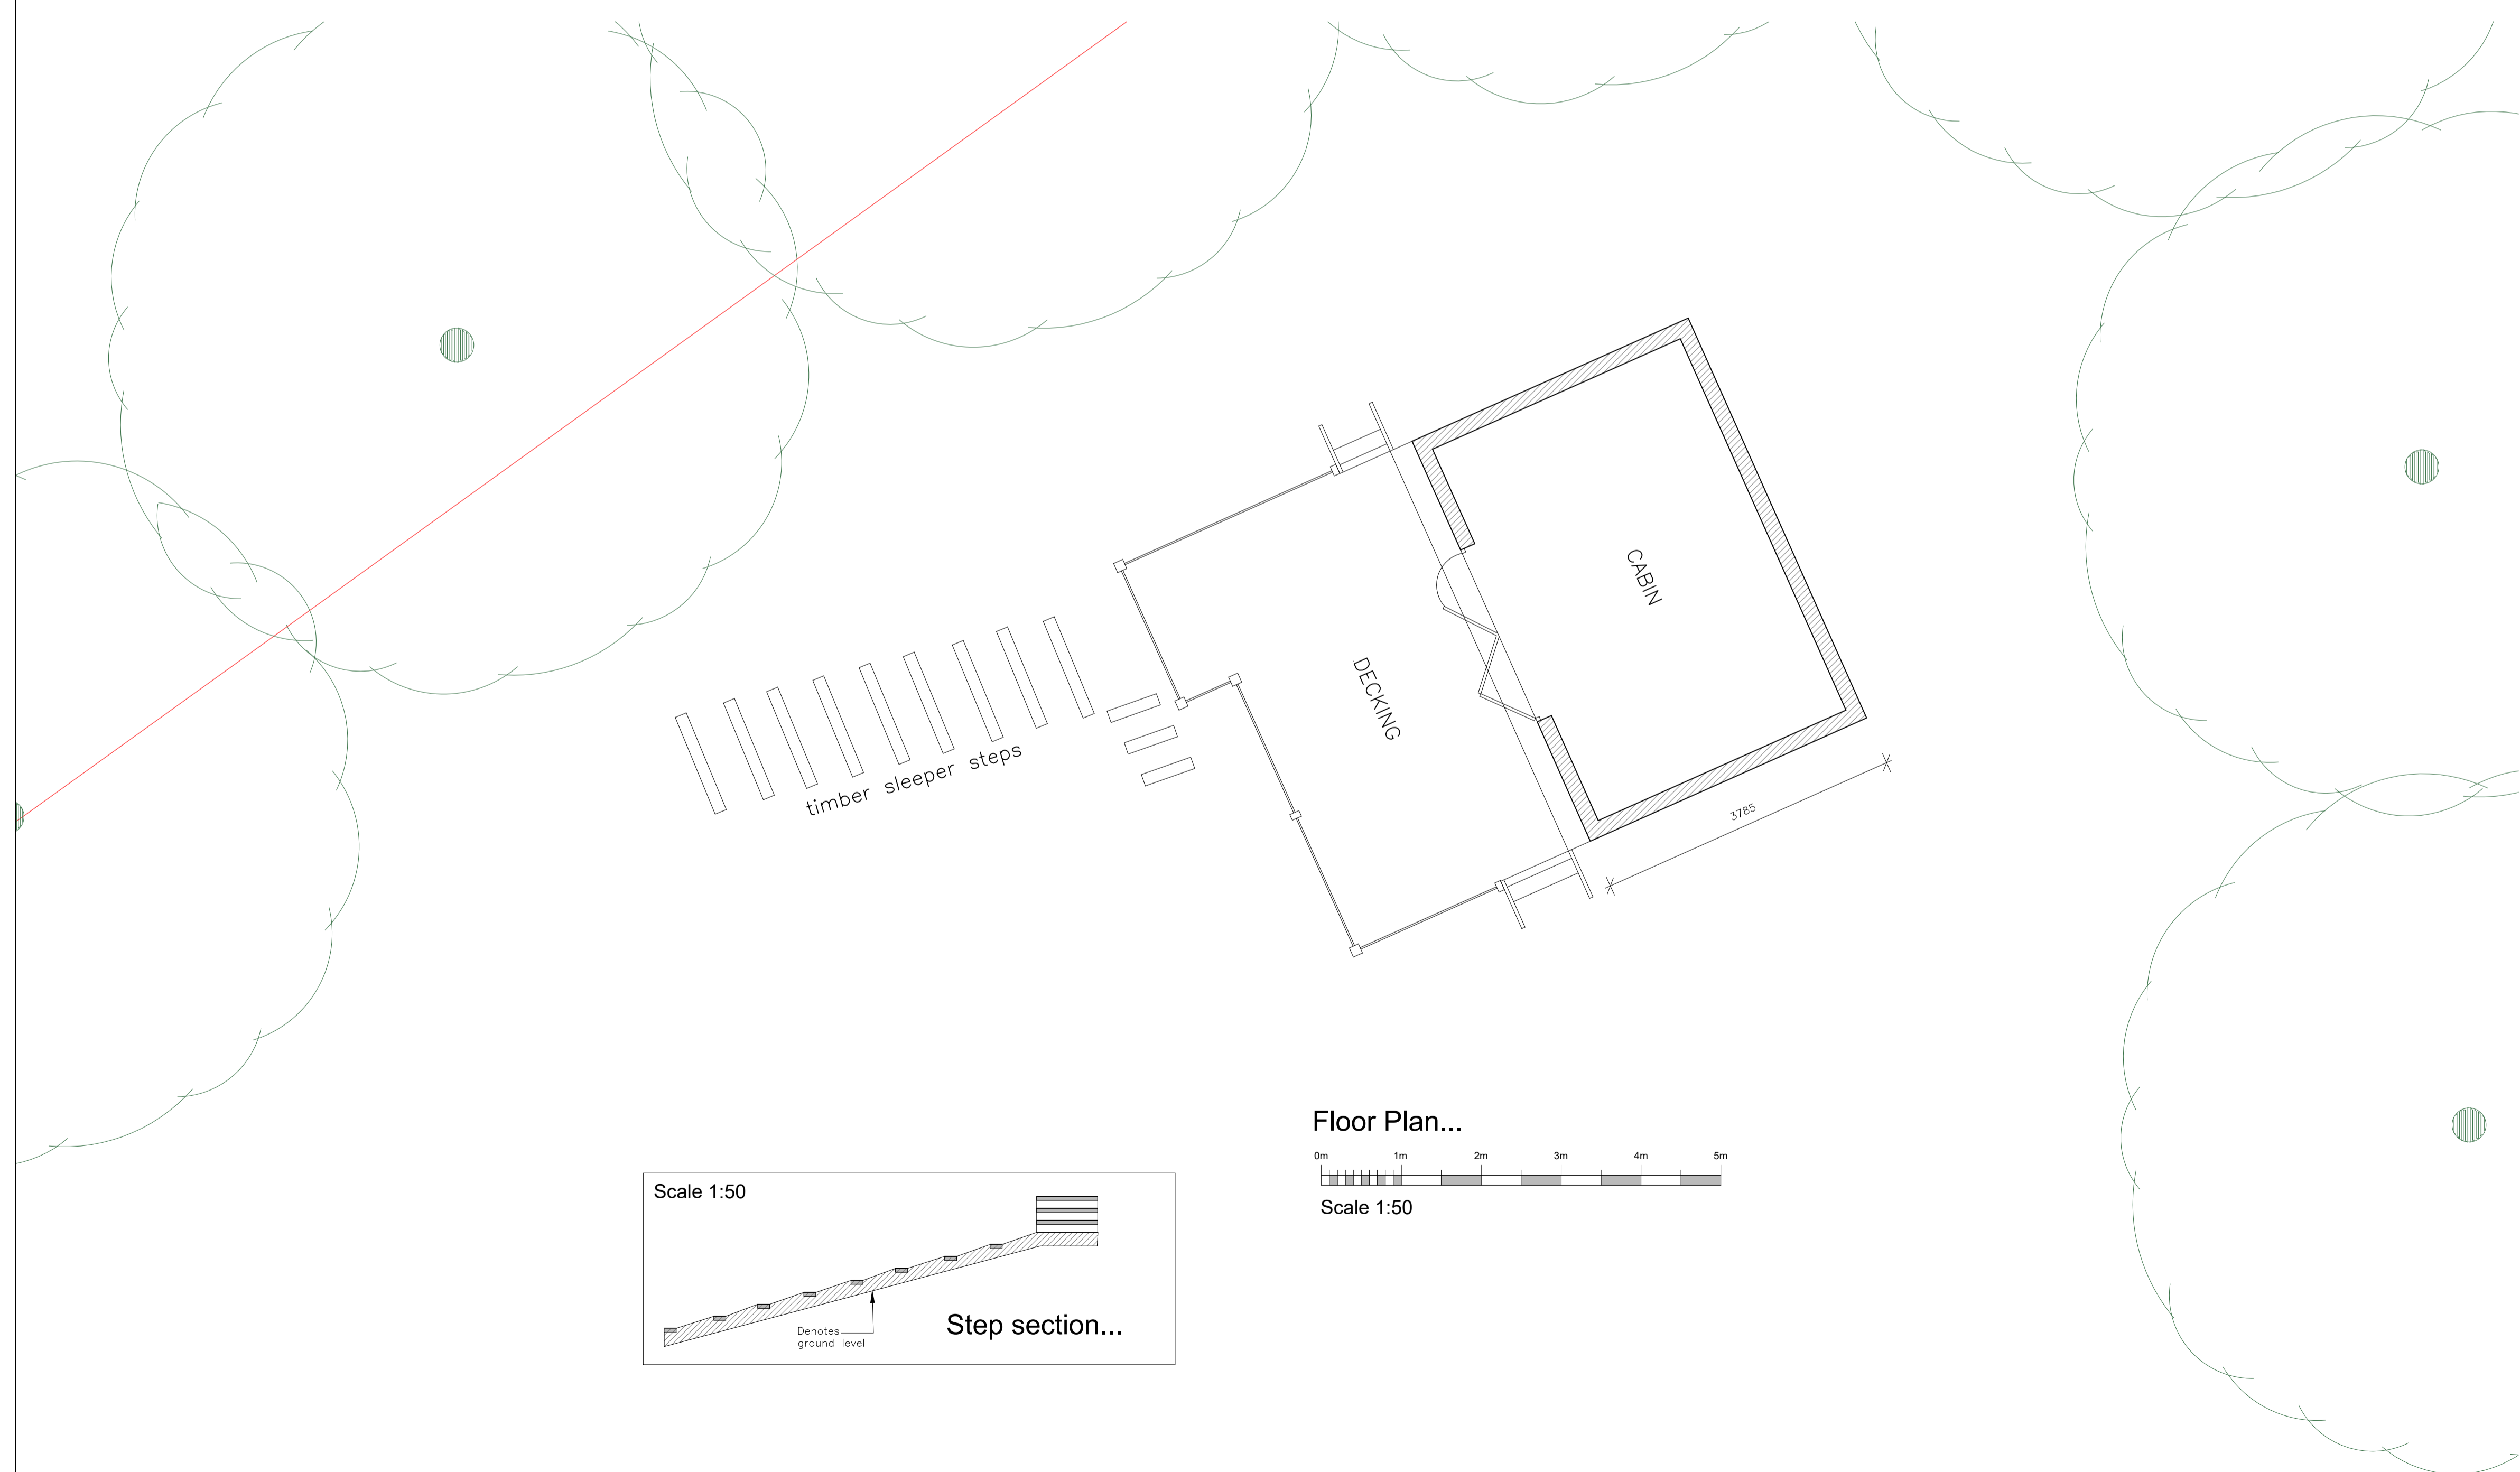 CABIN
DECKING
timber sleeper steps
3785
Floor Plan...
0m 1m 2m 3m 4m 5m
Scale 1:50
Scale 1:50
Denotes
ground level
Step section...